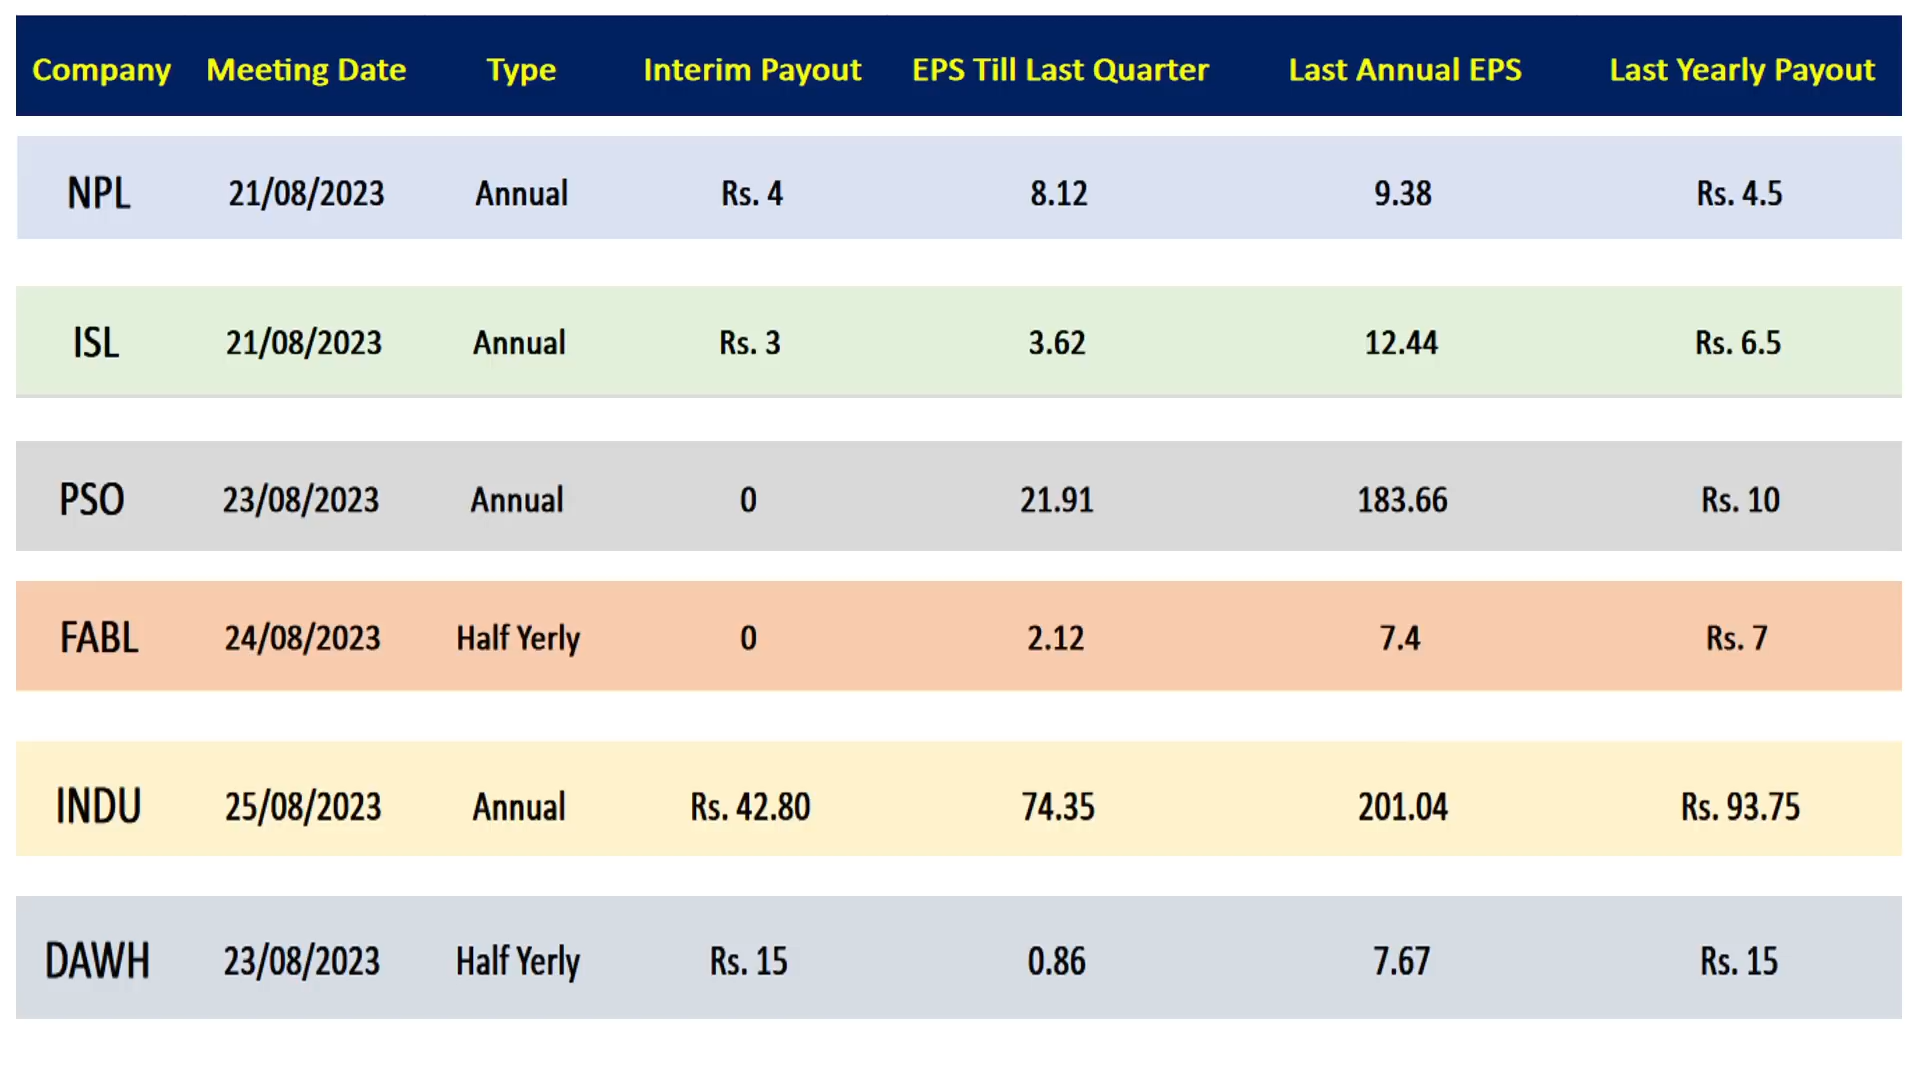 Company Meeting Date Type Interim Payout EPS Till Last Quarter Last Annual EPS Last Yearly Payout
NPL 21/08/2023 Annual Rs. 4 8.12 9.38 Rs. 4.5
ISL 21/08/2023 Annual Rs. 3 3.62 12.44 Rs. 6.5
PSO 23/08/2023 Annual 0 21.91 183.66 Rs. 10
FABL 24/08/2023 Half Yerly 0 2.12 7.4 Rs. 7
INDU 25/08/2023 Annual Rs. 42.80 74.35 201.04 Rs. 93.75
DAWH 23/08/2023 Half Yerly Rs. 15 0.86 7.67 Rs. 15